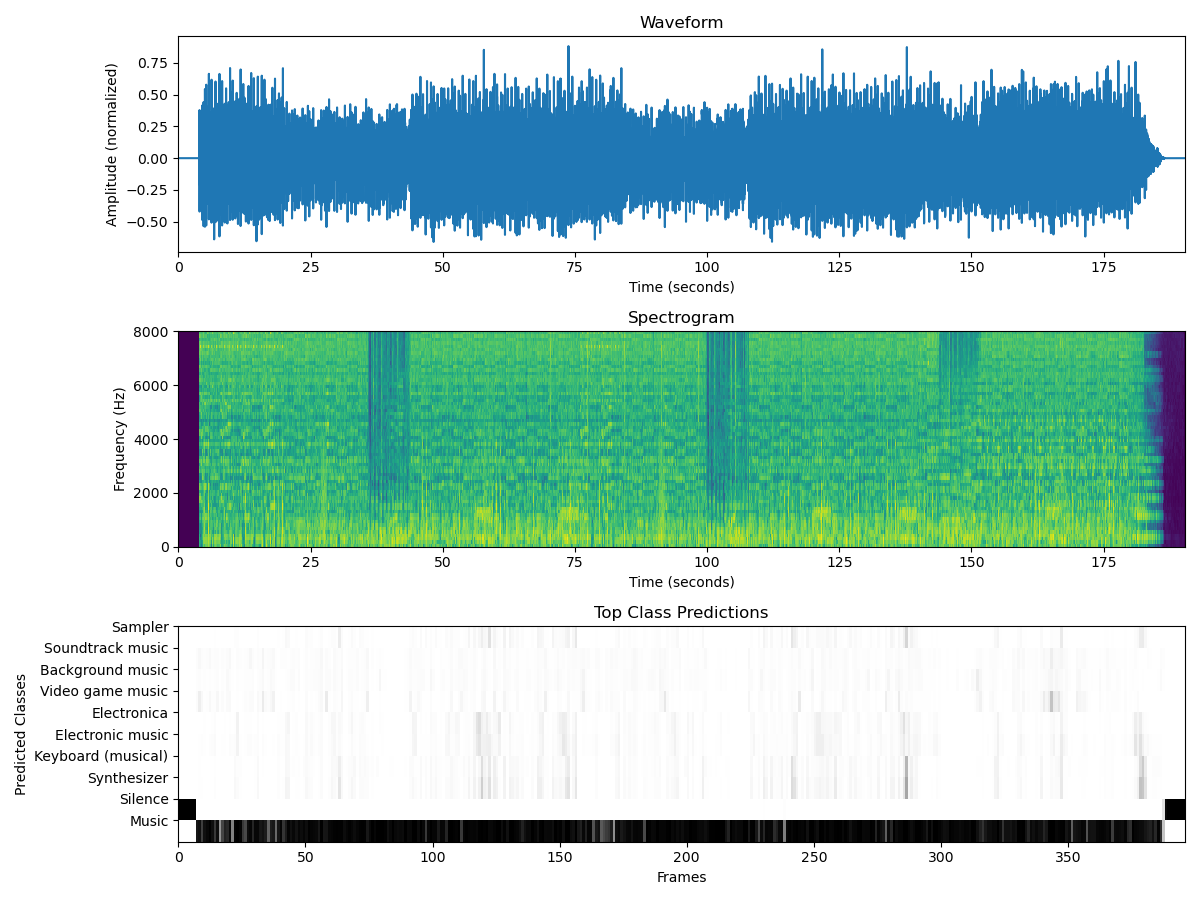 Waveform
Amplitude (normalized)
0.75
0.50
0.25
0.00
−0.25
−0.50
0 25 50 75 100 125 150 175
Time (seconds)
Spectrogram
Frequency (Hz)
8000
6000
4000
2000
0
0 25 50 75 100 125 150 175
Time (seconds)
Top Class Predictions
Predicted Classes
Sampler
Soundtrack music
Background music
Video game music
Electronica
Electronic music
Keyboard (musical)
Synthesizer
Silence
Music
0 50 100 150 200 250 300 350
Frames